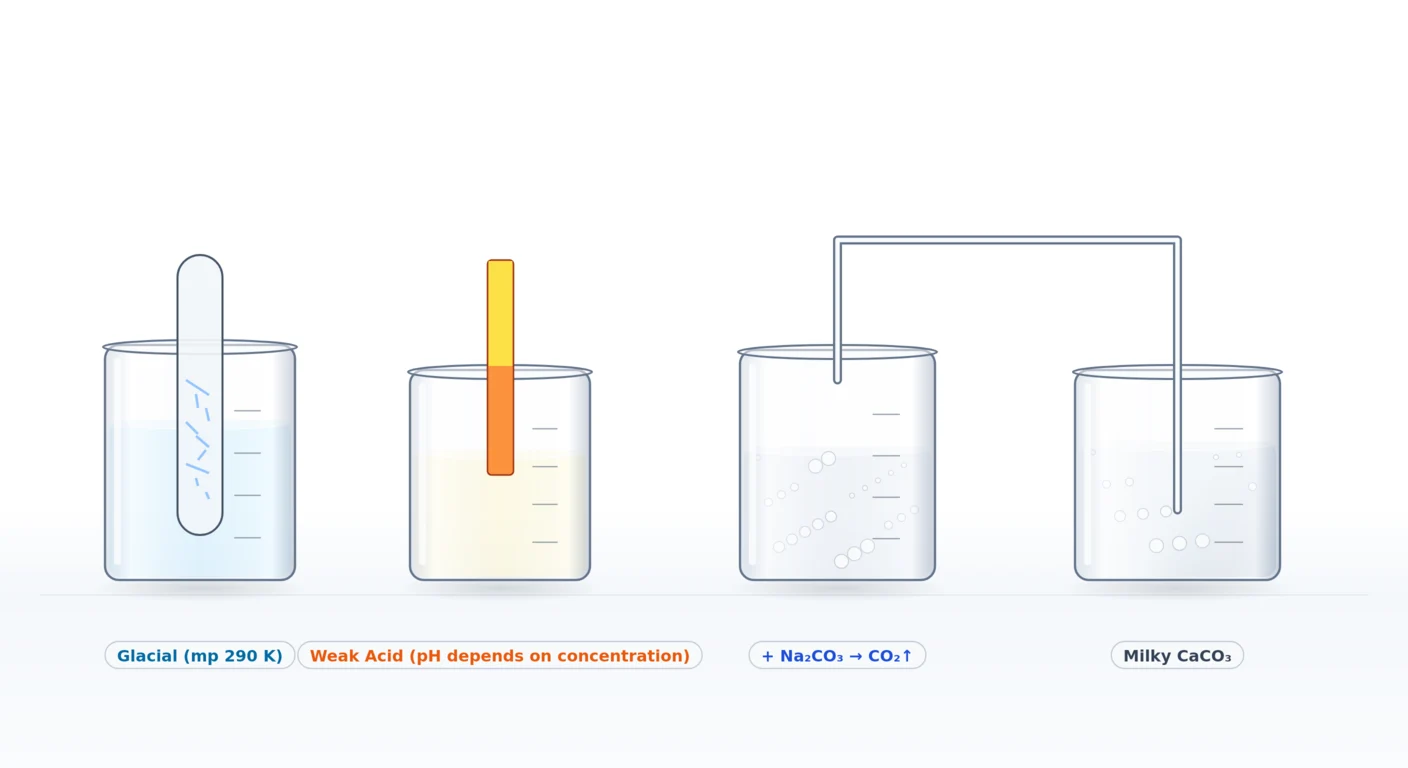 Glacial (mp 290 K)
Weak Acid (pH depends on concentration)
+ Na₂CO₃ → CO₂↑
Milky CaCO₃